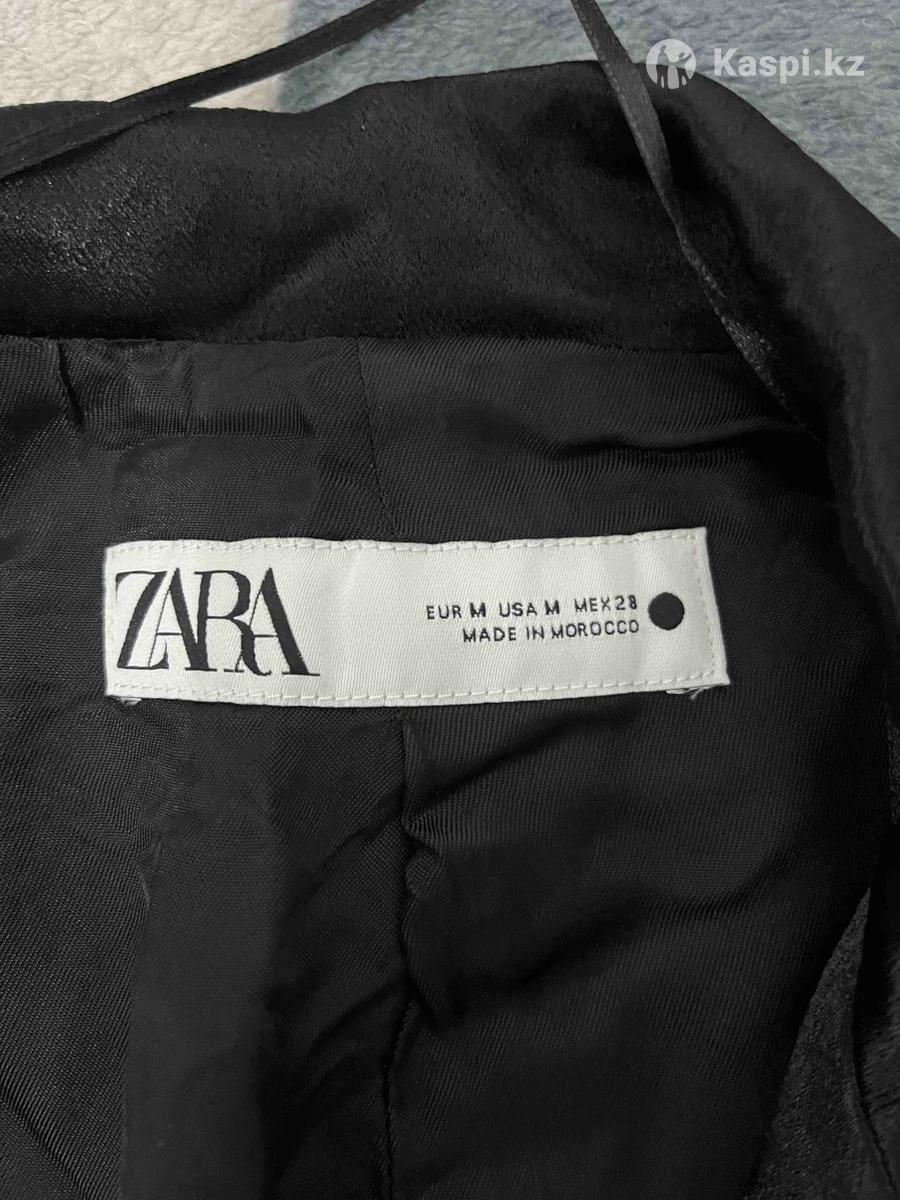 Kaspi.kz
ZARA
EUR M USA M MEX 28
MADE IN MOROCCO